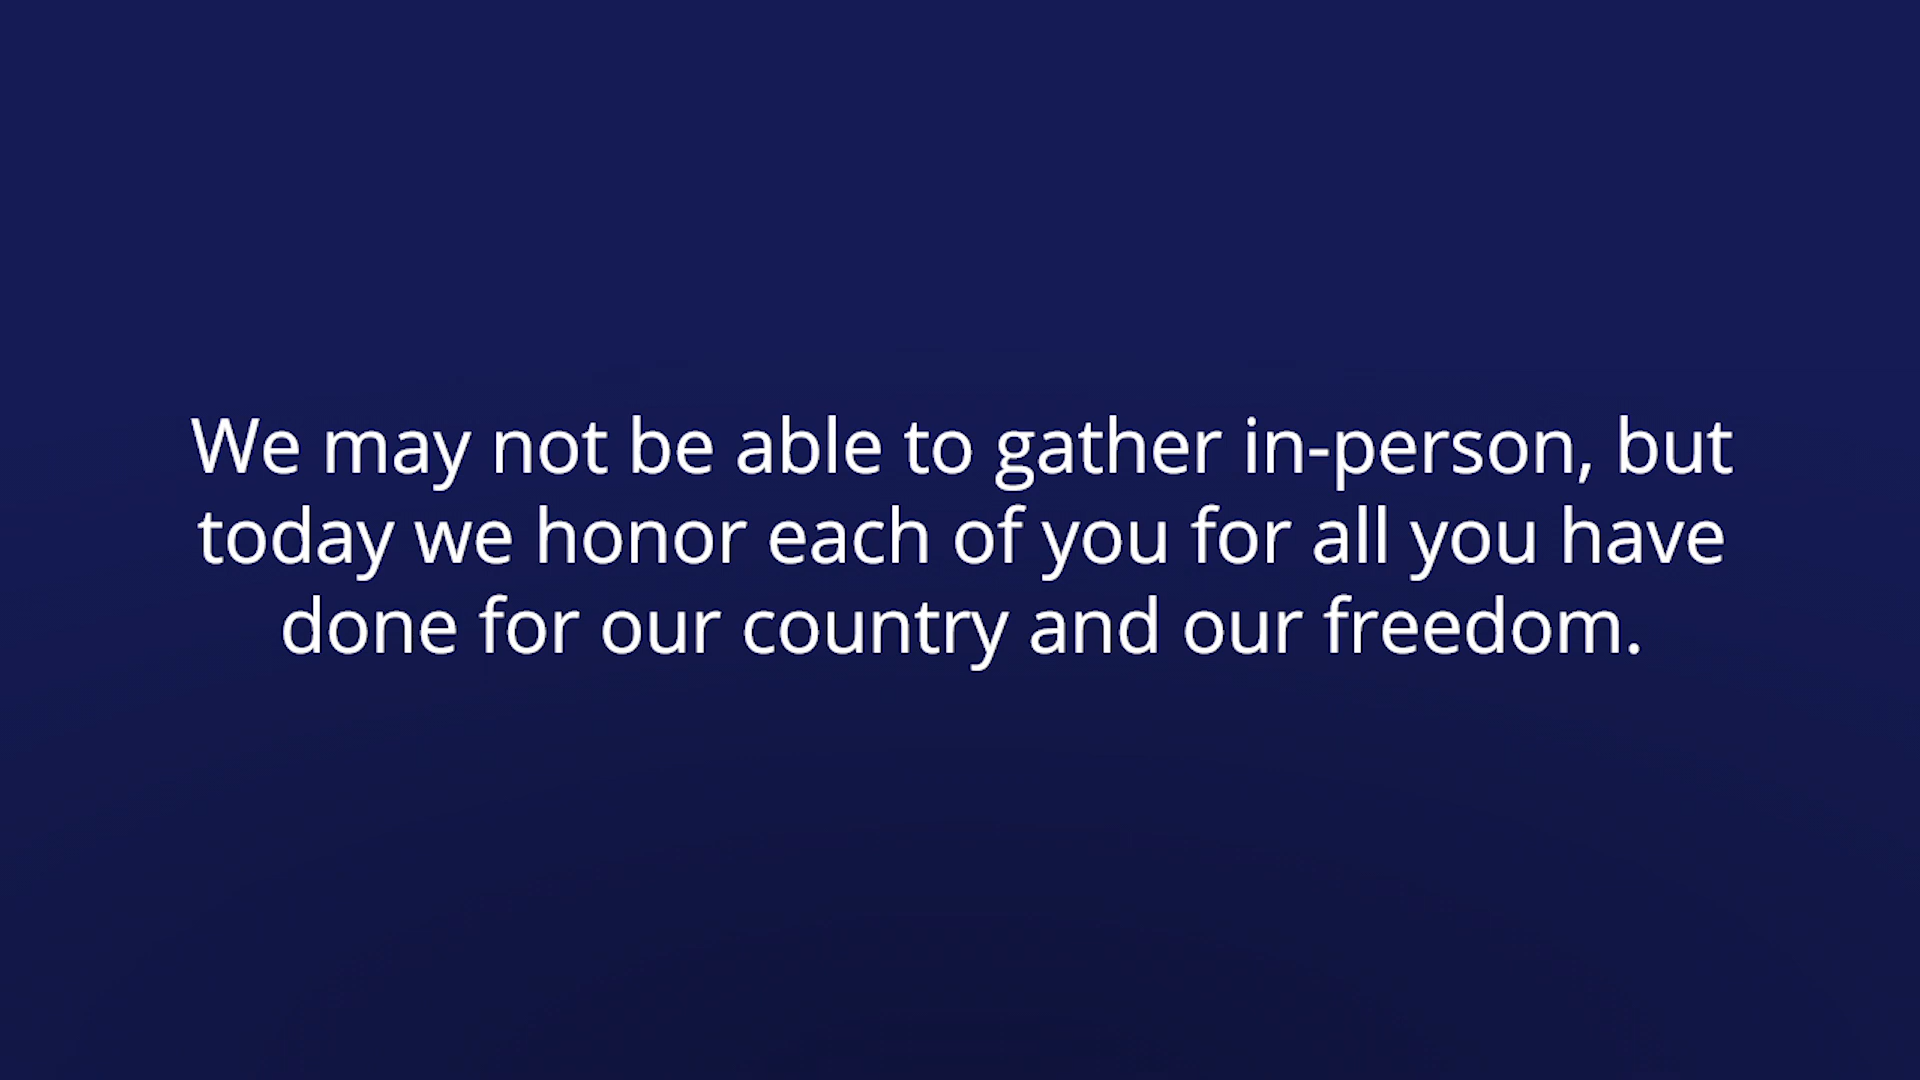 We may not be able to gather in-person, but
today we honor each of you for all you have
done for our country and our freedom.